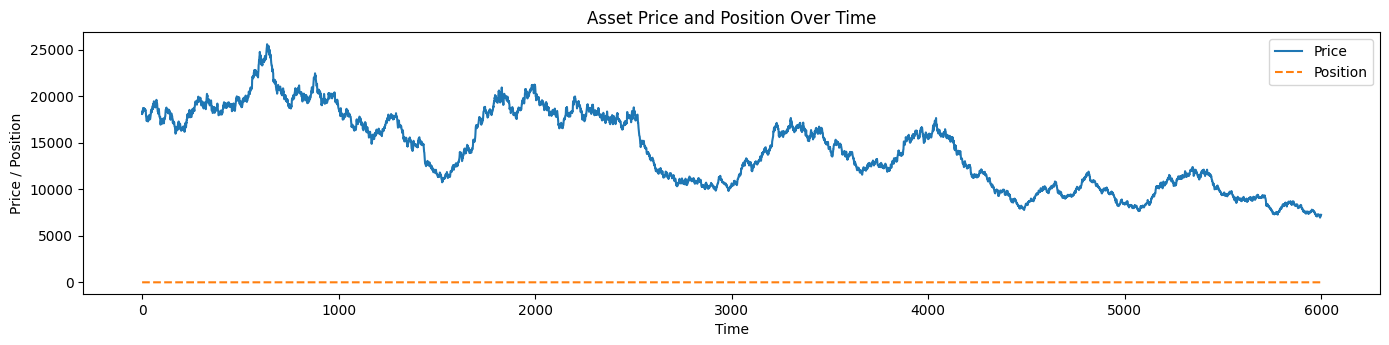 Asset Price and Position Over Time
Price / Position
25000
20000
15000
10000
5000
0
Price
Position
0 1000 2000 3000 4000 5000 6000
Time